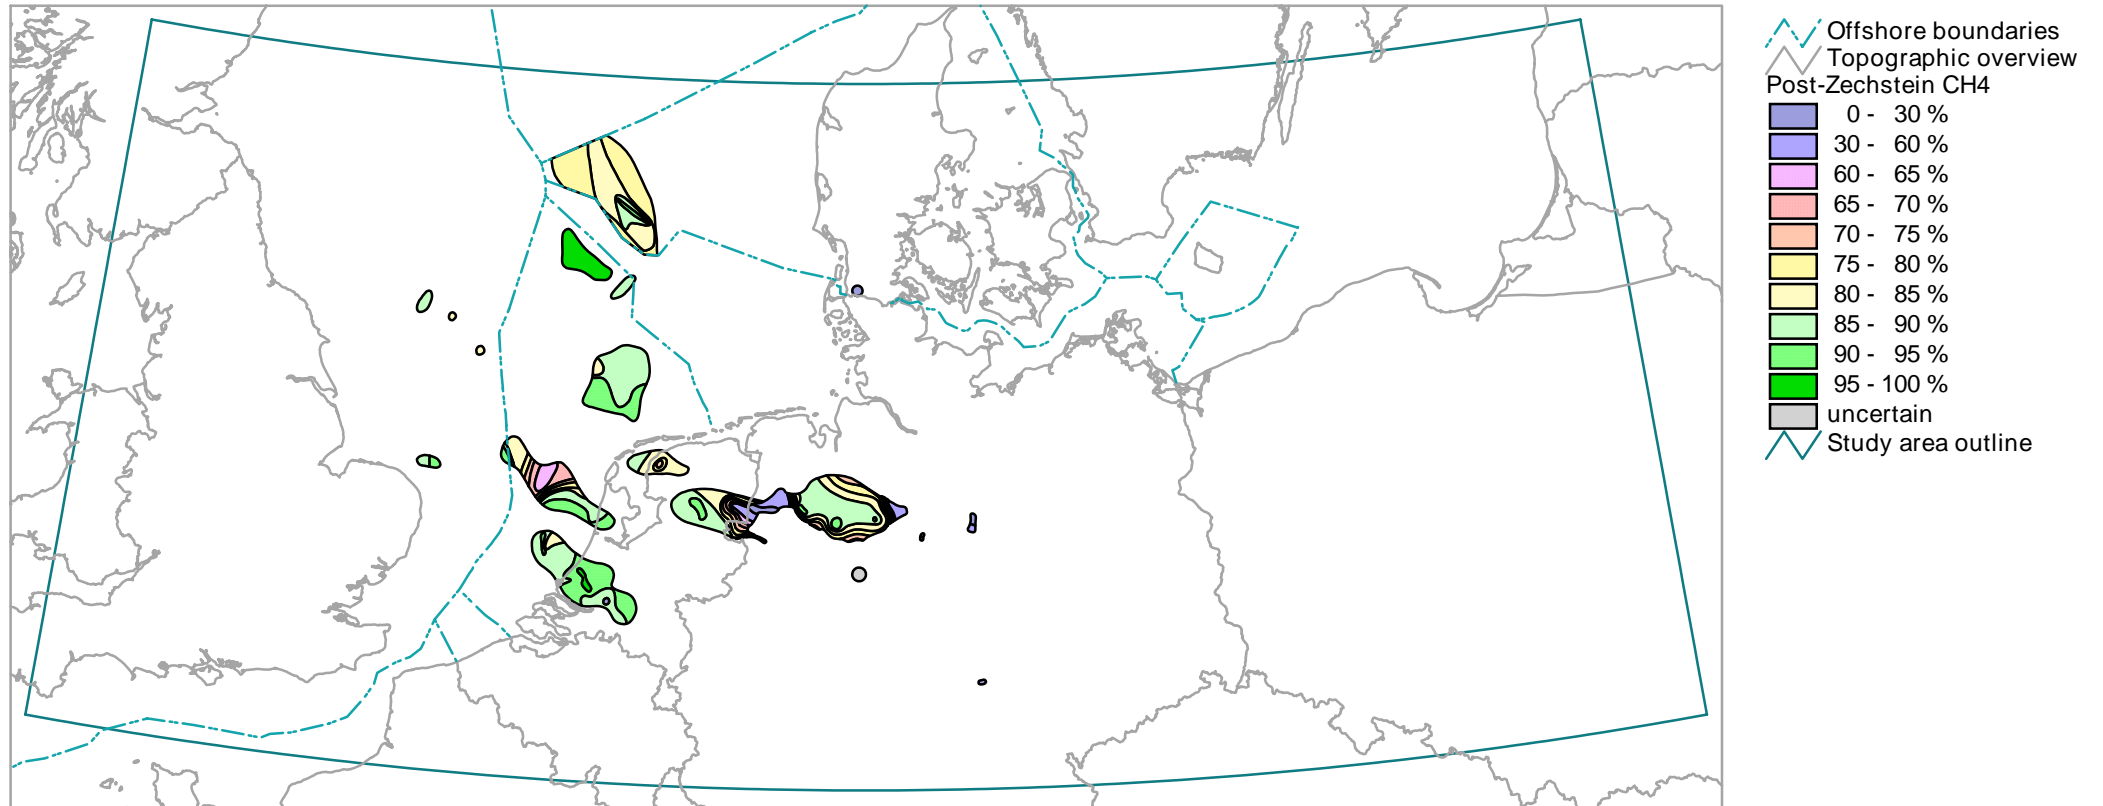 Offshore boundaries
Topographic overview
Post-Zechstein CH4
0 - 30 %
30 - 60 %
60 - 65 %
65 - 70 %
70 - 75 %
75 - 80 %
80 - 85 %
85 - 90 %
90 - 95 %
95 - 100 %
uncertain
Study area outline